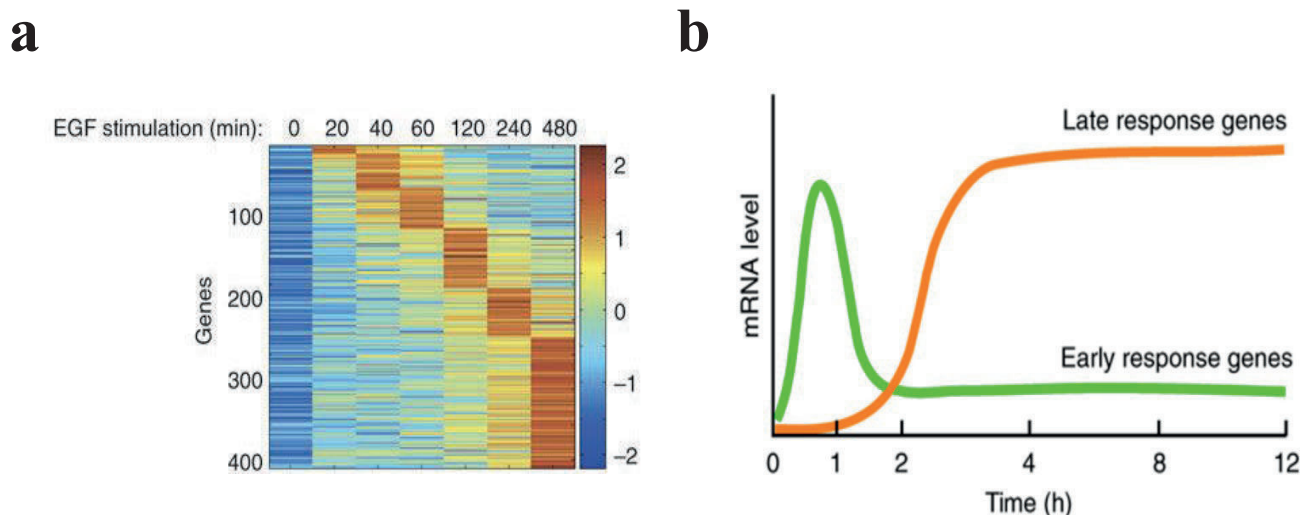 a
EGF stimulation (min): 0 20 40 60 120 240 480
Genes
100
200
300
400
2
1
0
−1
−2
b
mRNA level
Late response genes
Early response genes
0 1 2 4 8 12
Time (h)